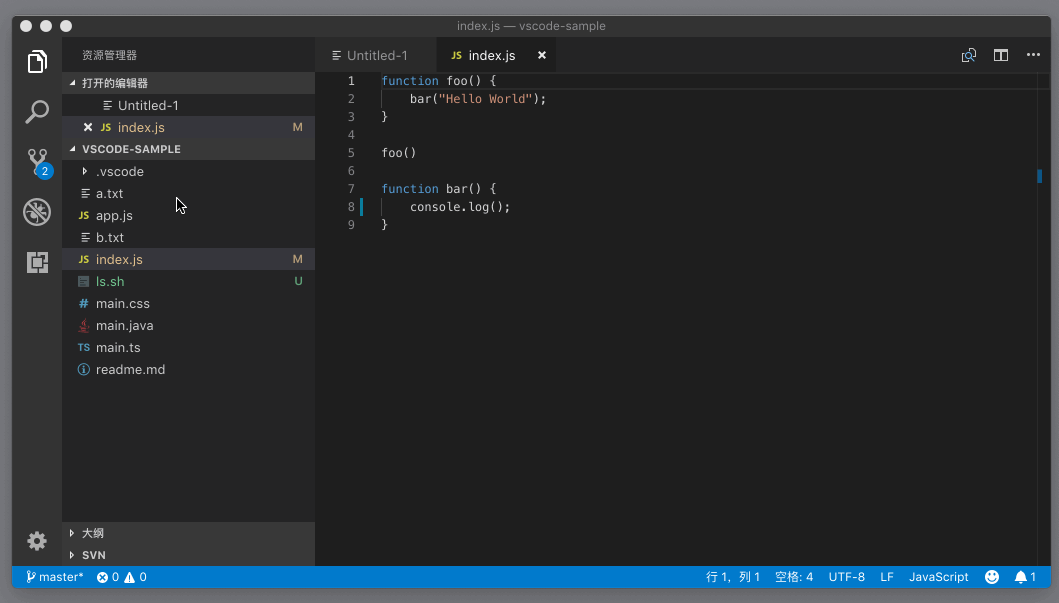 index.js — vscode-sample
资源管理器
打开的编辑器
Untitled-1
JS index.js M
VSCODE-SAMPLE
.vscode
a.txt
JS app.js
b.txt
JS index.js M
ls.sh U
# main.css
main.java
TS main.ts
readme.md
大纲
SVN
2
Untitled-1
JS index.js
1 function foo() {
2 bar("Hello World");
3 }
4
5 foo()
6
7 function bar() {
8 console.log();
9 }
master* 0 0 行 1，列 1 空格: 4 UTF-8 LF JavaScript 1